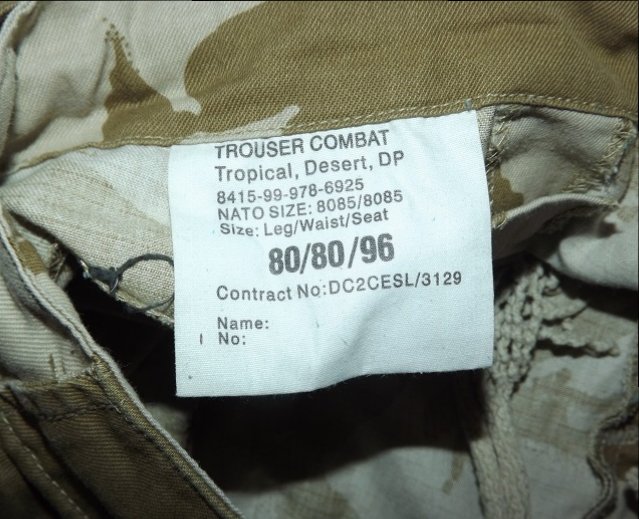 TROUSER COMBAT
Tropical, Desert, DP
8415-99-978-6925
NATO SIZE: 8085/8085
Size: Leg/Waist/Seat
80/80/96
Contract No:DC2CESL/3129
Name:
No: